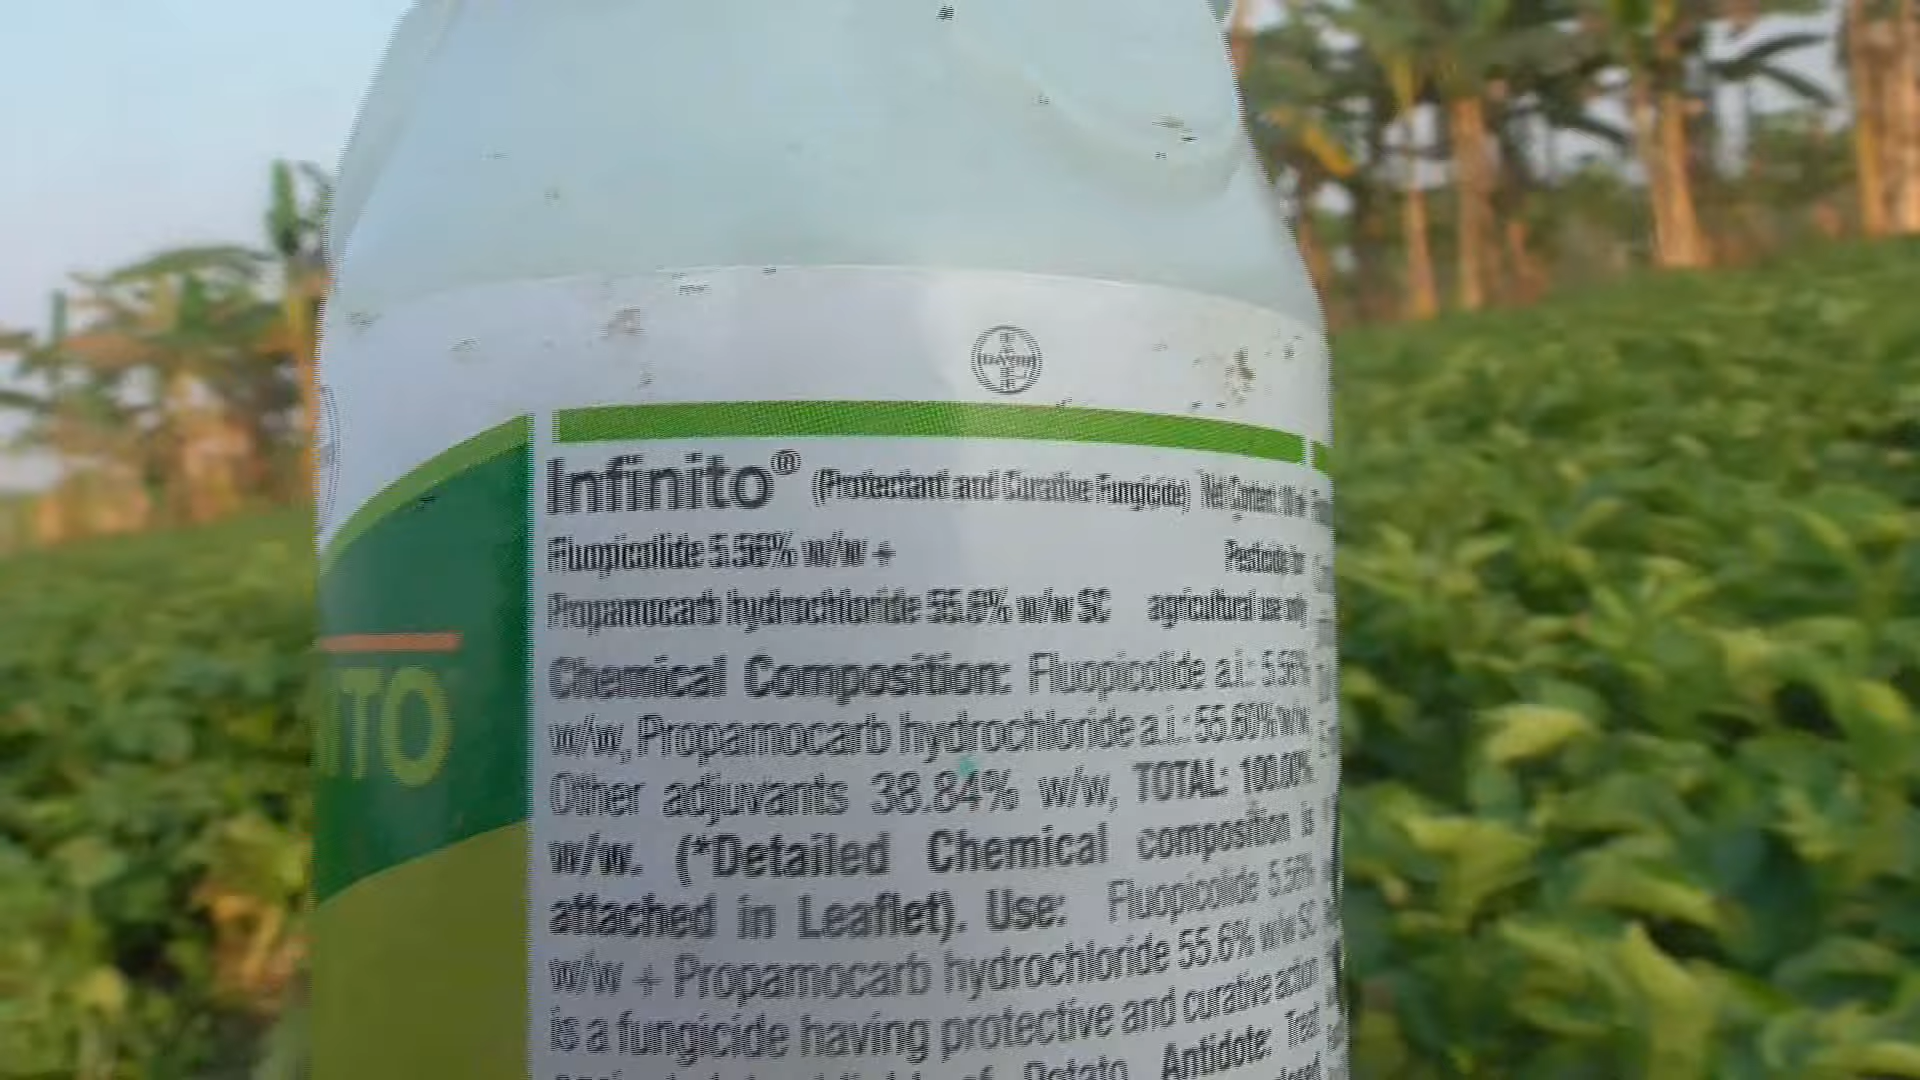 BAYER
Infinito® (Protectant and Curative Fungicide) Net Content:
Fluopicolide 5.56% w/w +
Pesticide for
Propamocarb hydrochloride 55.6% w/w SC agricultural use only
Chemical Composition: Fluopicolide a.i.: 5.56%
w/w, Propamocarb hydrochloride a.i.: 55.60% w/w,
Other adjuvants 38.84% w/w, TOTAL: 100.00%
w/w. (*Detailed Chemical composition is
attached in Leaflet). Use: Fluopicolide 5.56%
w/w + Propamocarb hydrochloride 55.6% w/w SC
is a fungicide having protective and curative action
of Potato. Antidote: Treat
ITO